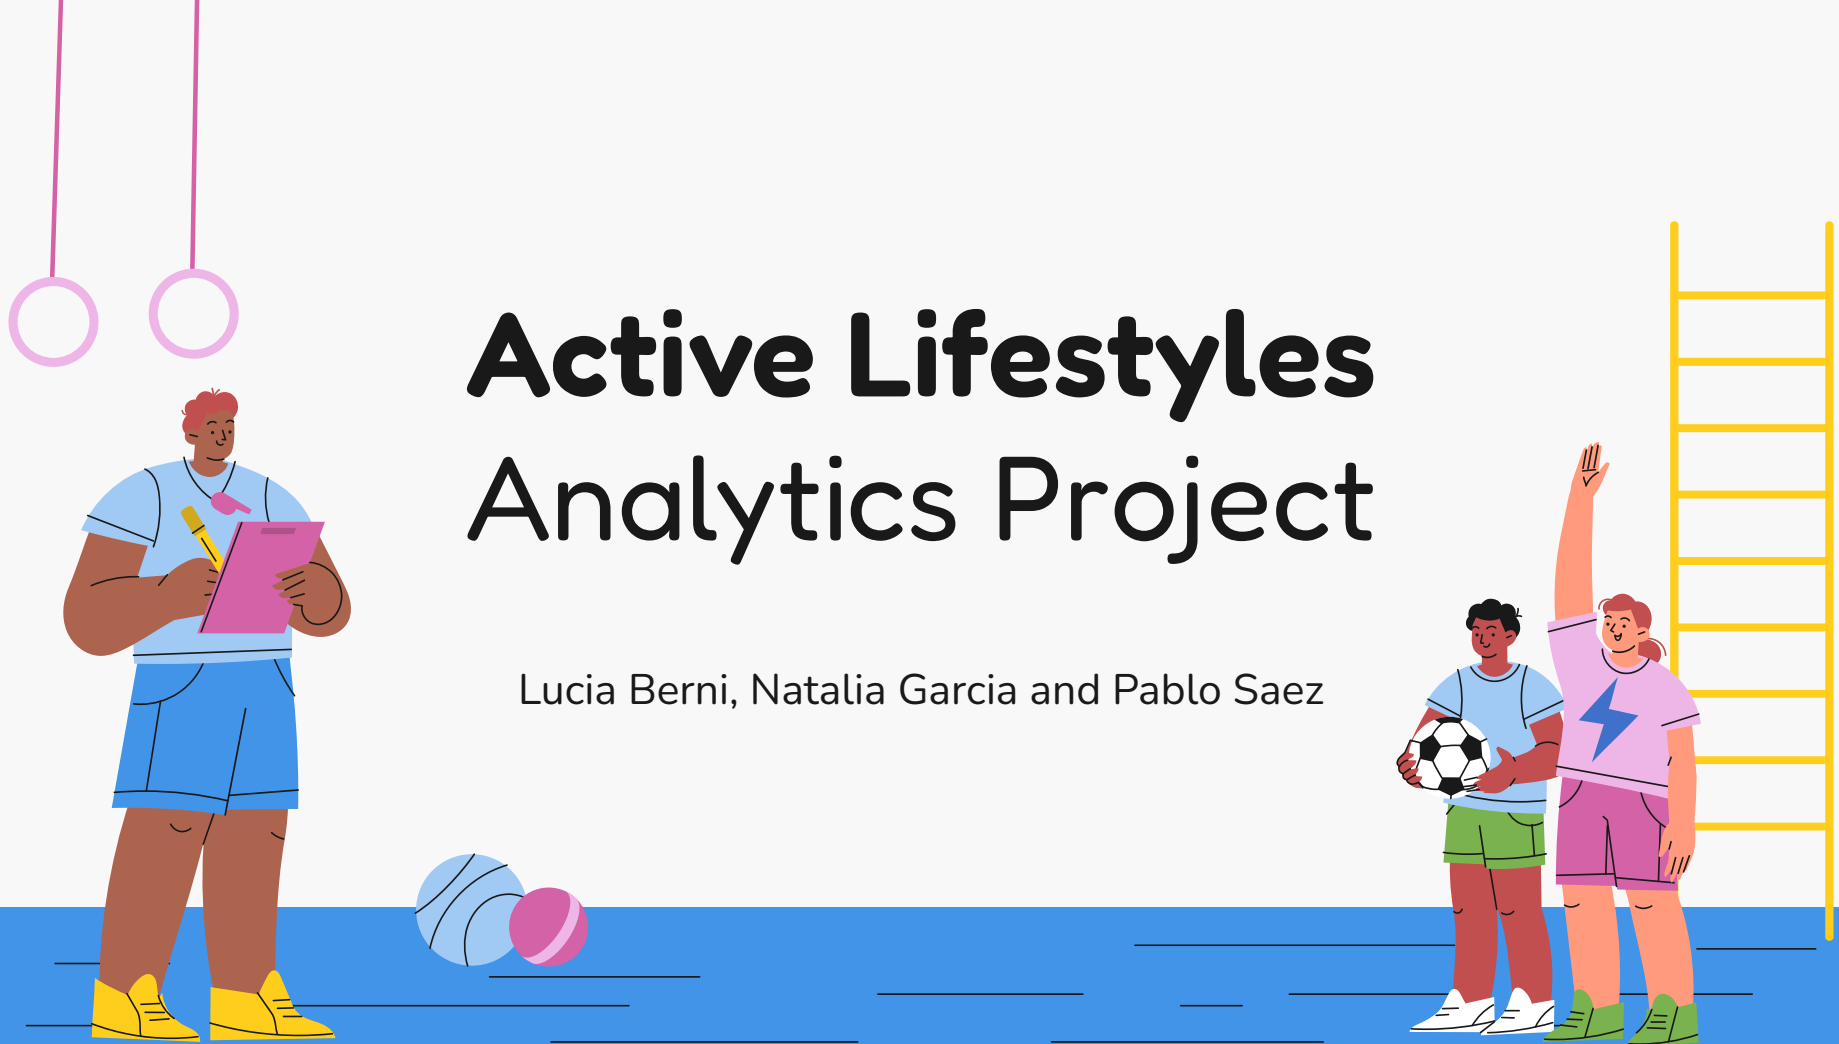 Active Lifestyles
Analytics Project
Lucia Berni, Natalia Garcia and Pablo Saez